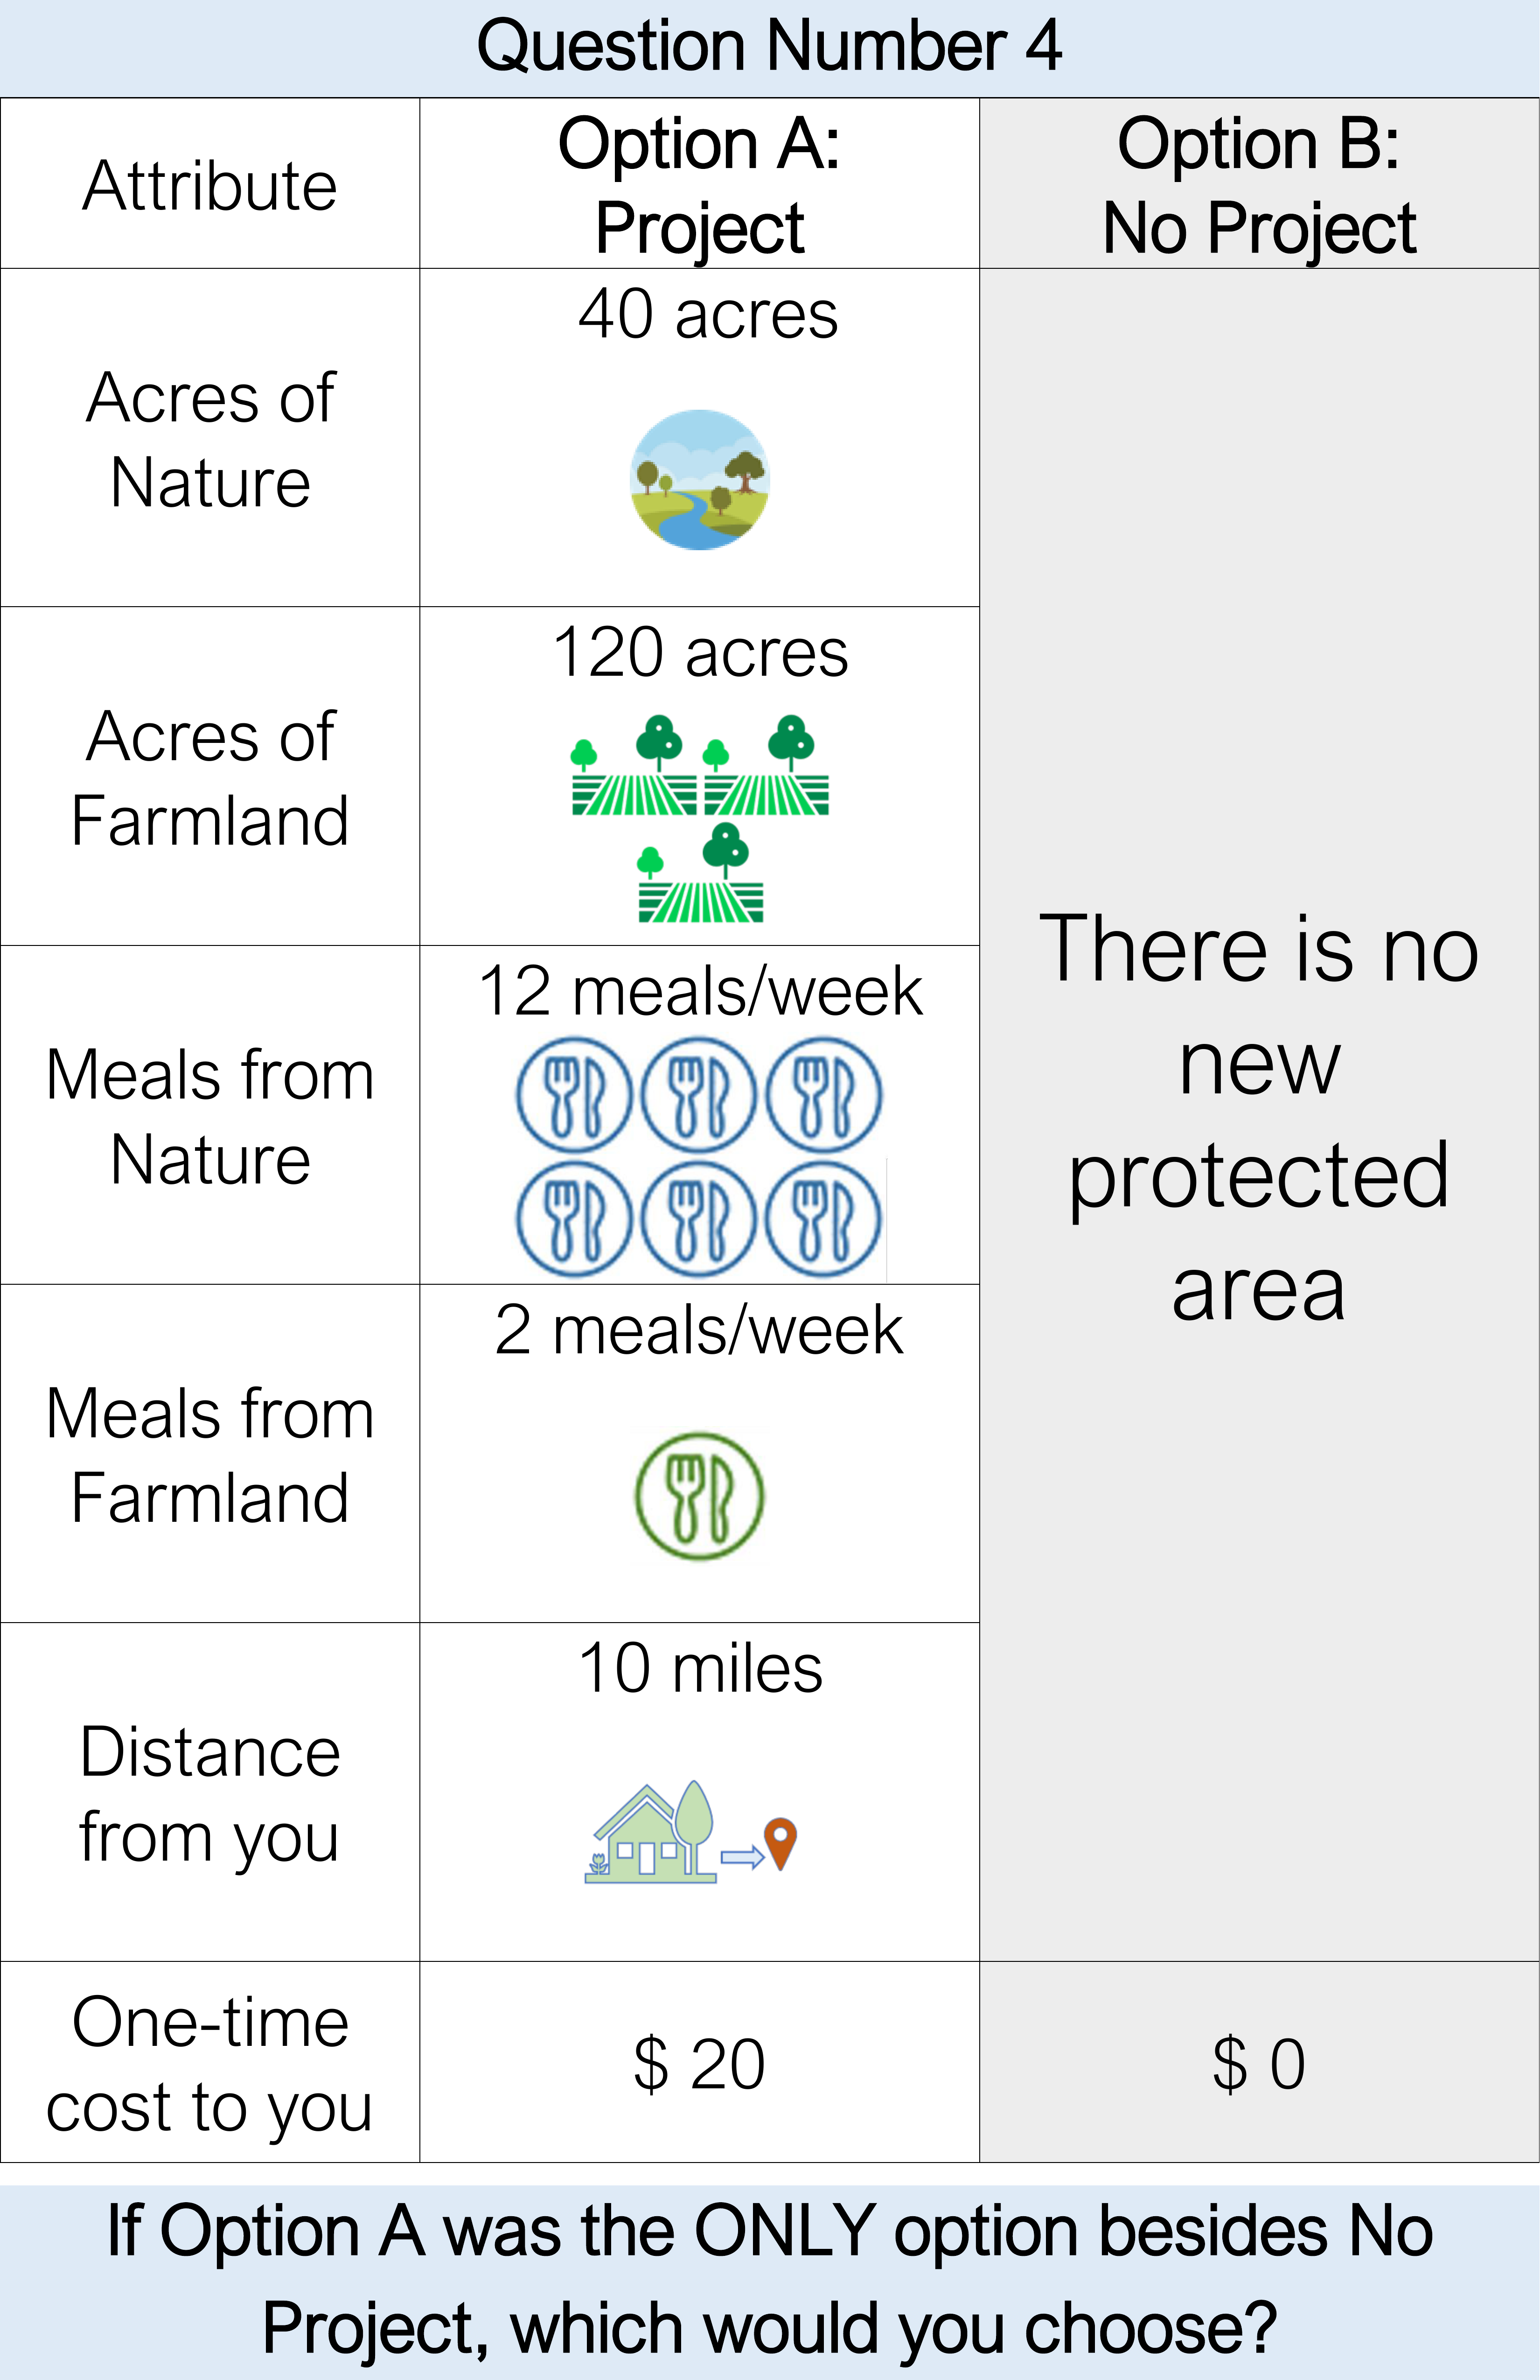 Question Number 4
Attribute
Option A:
Project
Option B:
No Project
Acres of
Nature
40 acres
Acres of
Farmland
120 acres
Meals from
Nature
12 meals/week
Meals from
Farmland
2 meals/week
Distance
from you
10 miles
There is no
new
protected
area
One-time
cost to you
$ 20
$ 0
If Option A was the ONLY option besides No
Project, which would you choose?